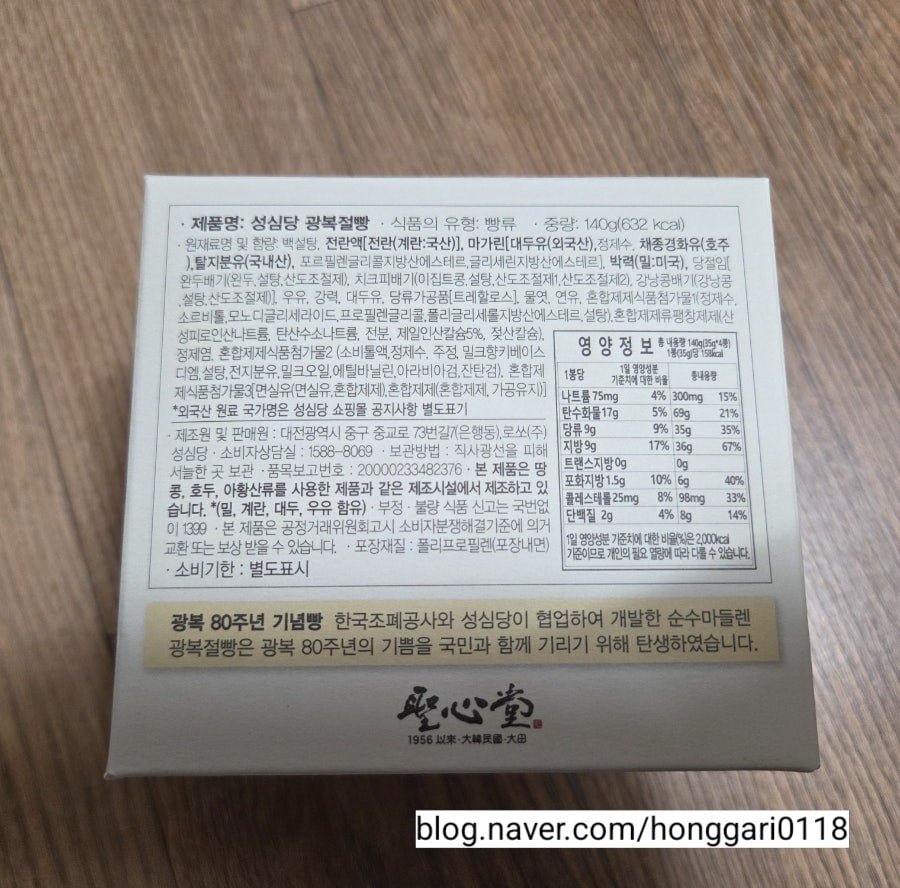 · 제품명: 성심당 광복절빵 · 식품의 유형: 빵류 · 중량: 140g(632 kcal)
· 원재료명 및 함량: 백설탕, 전란액[전란(계란:국산)], 마가린[대두유(외국산), 정제수, 채종경화유(호주
), 탈지분유(국내산), 포르필렌글리콜지방산에스테르, 글리세린지방산에스테르], 박력(밀:미국), 당절임[
완두배기(완두, 설탕, 산도조절제), 치크피배기(이집트콩, 설탕, 산도조절제1, 산도조절제2), 강낭콩배기(강낭콩
, 설탕, 산도조절제)], 우유, 강력, 대두유, 당류가공품[트레할로스], 물엿, 연유, 혼합제제식품첨가물1(정제수,
소르비톨, 모노디글리세라이드, 프로필렌글리콜, 폴리글리세롤지방산에스테르, 설탕), 혼합제제류팽창제제(산
성피로인산나트륨, 탄산수소나트륨, 전분, 제일인산칼슘5%, 젖산칼슘),
정제염, 혼합제제식품첨가물2 (소비톨액, 정제수, 주정, 밀크향키베이스
디엠, 설탕, 전지분유, 밀크오일, 에틸바닐린, 아라비아검, 잔탄검), 혼합제
제식품첨가물3[면실유(면실유, 혼합제제), 혼합제제(혼합제제, 가공유지)]
*외국산 원료 국가명은 성심당 쇼핑몰 공지사항 별도표기
· 제조원 및 판매원 : 대전광역시 중구 중교로 73번길7(은행동), 로쏘(주)
성심당 · 소비자상담실 : 1588-8069 · 보관방법 : 직사광선을 피해
서늘한 곳 보관 · 품목보고번호 : 20000233482376 · 본 제품은 땅
콩, 호두, 아황산류를 사용한 제품과 같은 제조시설에서 제조하고 있
습니다. *(밀, 계란, 대두, 우유 함유) · 부정 · 불량 식품 신고는 국번없
이 1399 · 본 제품은 공정거래위원회고시 소비자분쟁해결기준에 의거
교환 또는 보상 받을 수 있습니다. · 포장재질 : 폴리프로필렌(포장내면)
· 소비기한 : 별도표시
영양정보 총 내용량 140g(35g*4봉)
1봉(35g)당 158kcal
1봉당 1일 영양성분 기준치에 대한 비율 총내용량
나트륨 75mg 4% 300mg 15%
탄수화물 17g 5% 69g 21%
당류 9g 9% 35g 35%
지방 9g 17% 36g 67%
트랜스지방 0g 0g
포화지방 1.5g 10% 6g 40%
콜레스테롤 25mg 8% 98mg 33%
단백질 2g 4% 8g 14%
1일 영양성분 기준치에 대한 비율(%)은 2,000kcal
기준이므로 개인의 필요 열량에 따라 다를 수 있습니다.
광복 80주년 기념빵 한국조폐공사와 성심당이 협업하여 개발한 순수마들렌
광복절빵은 광복 80주년의 기쁨을 국민과 함께 기리기 위해 탄생하였습니다.
聖心堂
1956 以來·大韓民國·大田
blog.naver.com/honggari0118